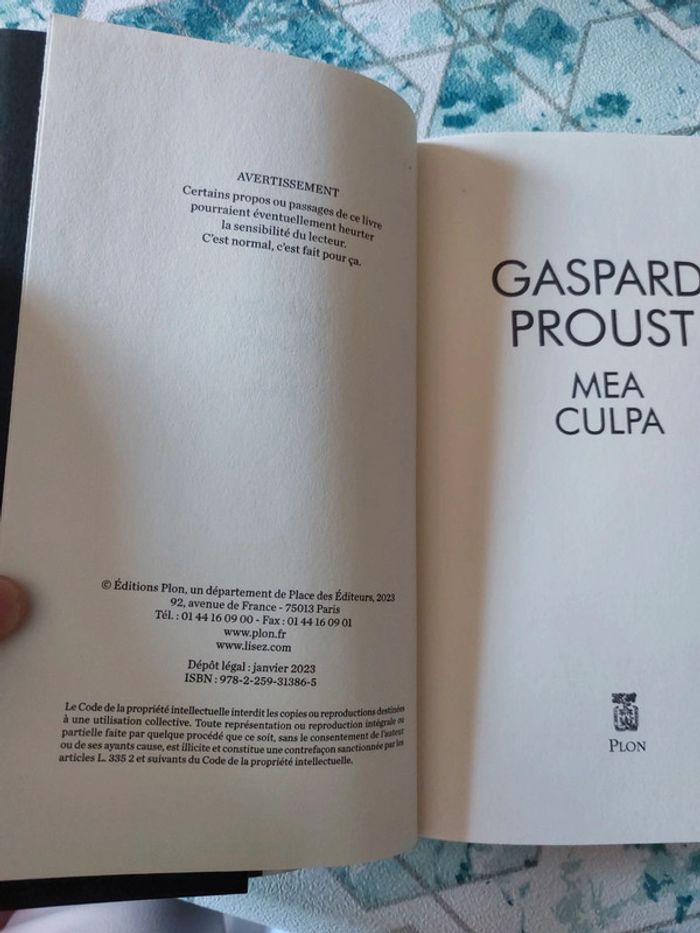 AVERTISSEMENT
Certains propos ou passages de ce livre
pourraient éventuellement heurter
la sensibilité du lecteur.
C'est normal, c'est fait pour ça.
© Éditions Plon, un département de Place des Éditeurs, 2023
92, avenue de France - 75013 Paris
Tél. : 01 44 16 09 00 - Fax : 01 44 16 09 01
www.plon.fr
www.lisez.com
Dépôt légal : janvier 2023
ISBN : 978-2-259-31386-5
Le Code de la propriété intellectuelle interdit les copies ou reproductions destinées
à une utilisation collective. Toute représentation ou reproduction intégrale ou
partielle faite par quelque procédé que ce soit, sans le consentement de l'auteur
ou de ses ayants cause, est illicite et constitue une contrefaçon sanctionnée par les
articles L. 335 2 et suivants du Code de la propriété intellectuelle.
GASPARD
PROUST
MEA
CULPA
PLON